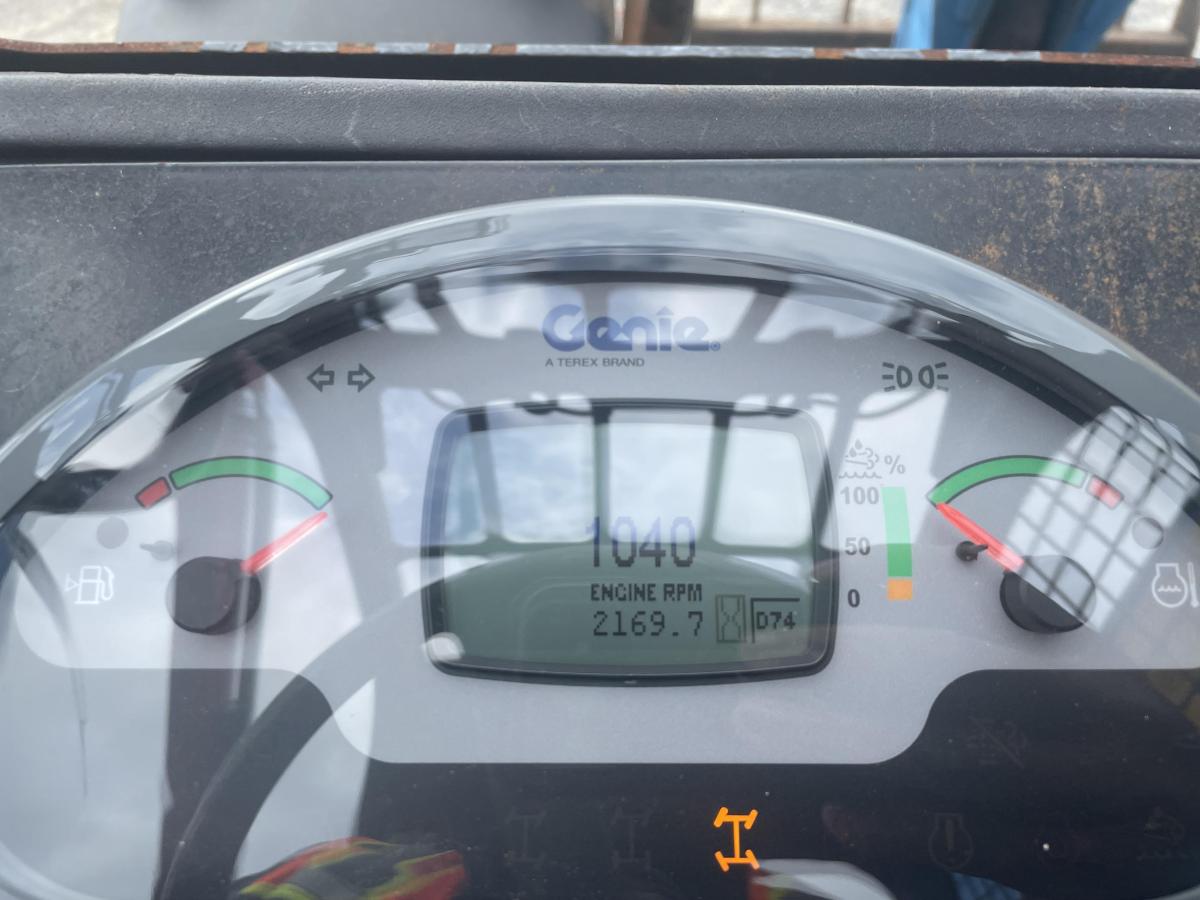 Genie®
A TEREX BRAND
%
100
50
0
1040
ENGINE RPM
2169.7
D74